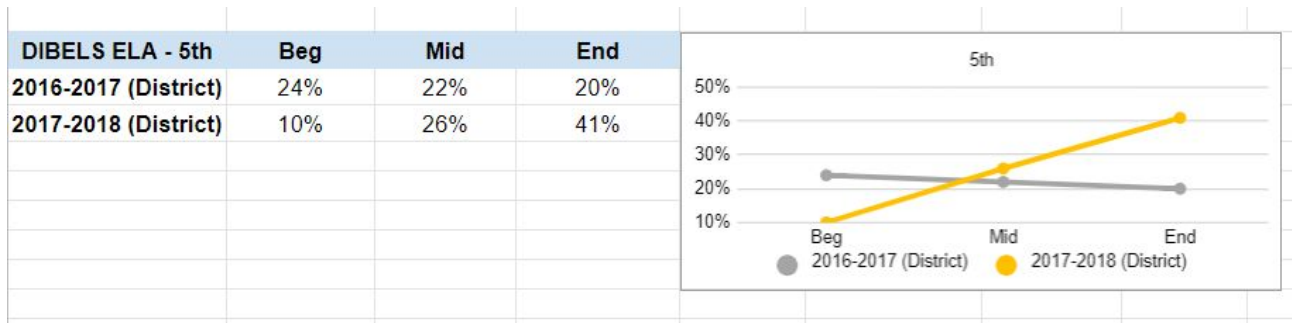 DIBELS ELA - 5th Beg Mid End
2016-2017 (District) 24% 22% 20%
2017-2018 (District) 10% 26% 41%
5th
50%
40%
30%
20%
10%
Beg Mid End
2016-2017 (District) 2017-2018 (District)